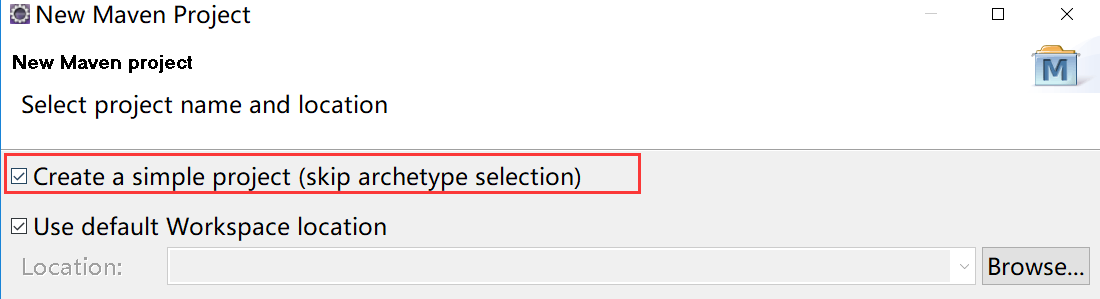 New Maven Project
New Maven project
M
Select project name and location
Create a simple project (skip archetype selection)
Use default Workspace location
Location:
Browse...